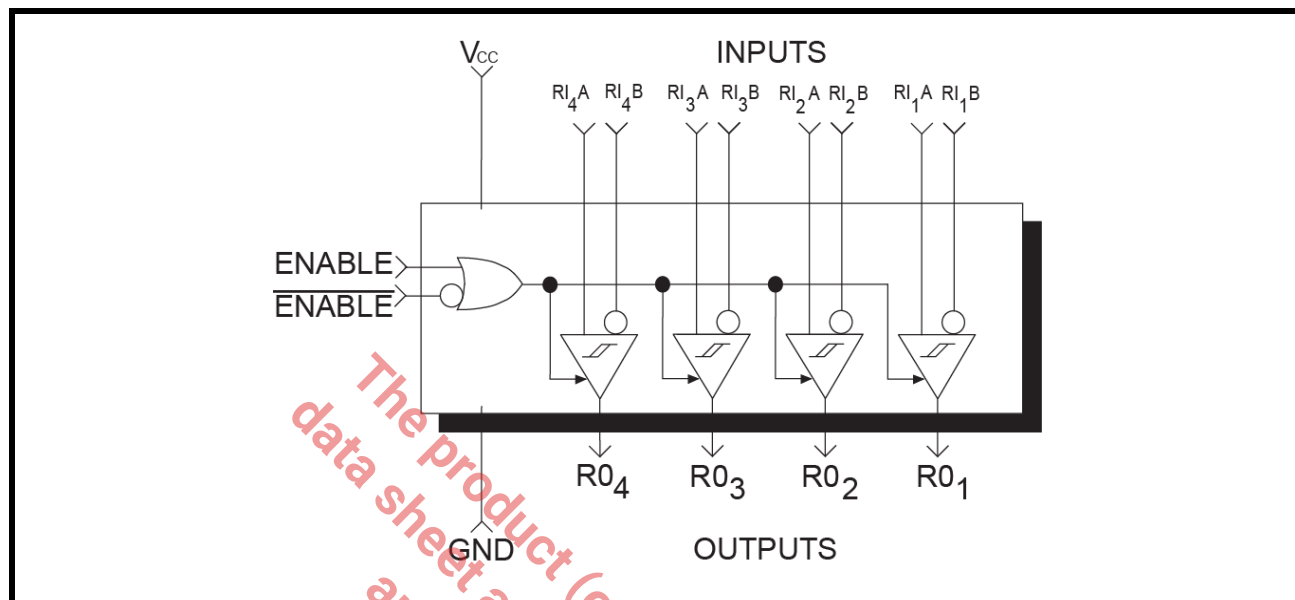 VCC INPUTS
RI4A RI4B RI3A RI3B RI2A RI2B RI1A RI1B
ENABLE
ENABLE
R04 R03 R02 R01
GND OUTPUTS
The product (
data sheet a